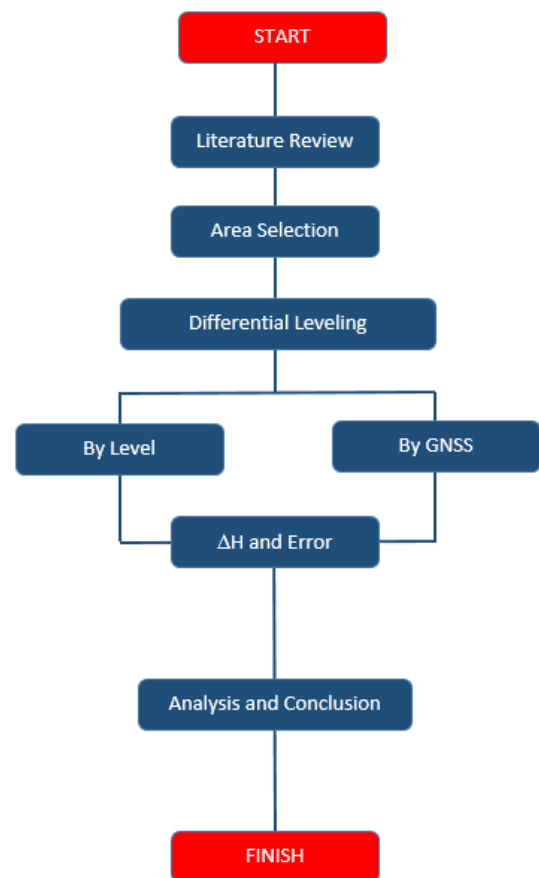 START
Literature Review
Area Selection
Differential Leveling
By Level
By GNSS
ΔH and Error
Analysis and Conclusion
FINISH